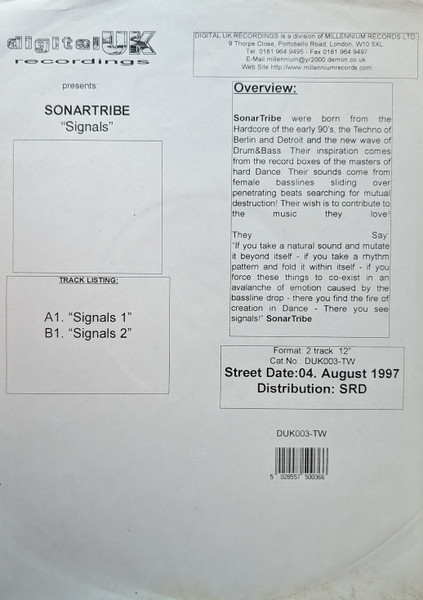 digital UK
recordings
DIGITAL UK RECORDINGS is a division of MILLENNIUM RECORDS LTD.
9 Thorpe Close, Portobello Road, London, W10 5XL
Tel 0181 964 9495 - Fax 0181 964 9497
E-Mail millennium@yr2000.demon.co.uk
Web Site http://www.millenniumrecords.com
presents:
SONARTRIBE
“Signals”
TRACK LISTING:
A1. “Signals 1”
B1. “Signals 2”
Overview:
SonarTribe were born from the
Hardcore of the early 90's, the Techno of
Berlin and Detroit and the new wave of
Drum&Bass. Their inspiration comes
from the record boxes of the masters of
hard Dance. Their sounds come from
female basslines sliding over
penetrating beats searching for mutual
destruction! Their wish is to contribute to
the music they love!
They Say:
“If you take a natural sound and mutate
it beyond itself - if you take a rhythm
pattern and fold it within itself - if you
force these things to co-exist in an
avalanche of emotion caused by the
bassline drop - there you find the fire of
creation in Dance - There you see
signals!” SonarTribe
Format: 2 track 12”
Cat No.: DUK003-TW
Street Date:04. August 1997
Distribution: SRD
DUK003-TW
5 028557 500366